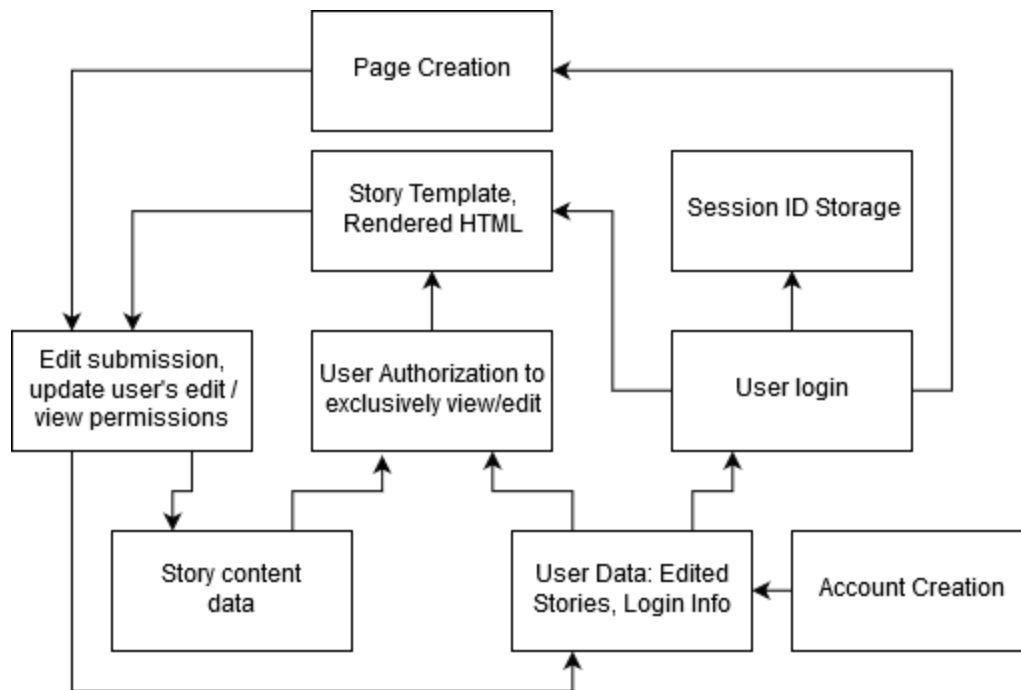 Page Creation
Story Template,
Rendered HTML
Session ID Storage
Edit submission,
update user's edit /
view permissions
User Authorization to
exclusively view/edit
User login
Story content
data
User Data: Edited
Stories, Login Info
Account Creation